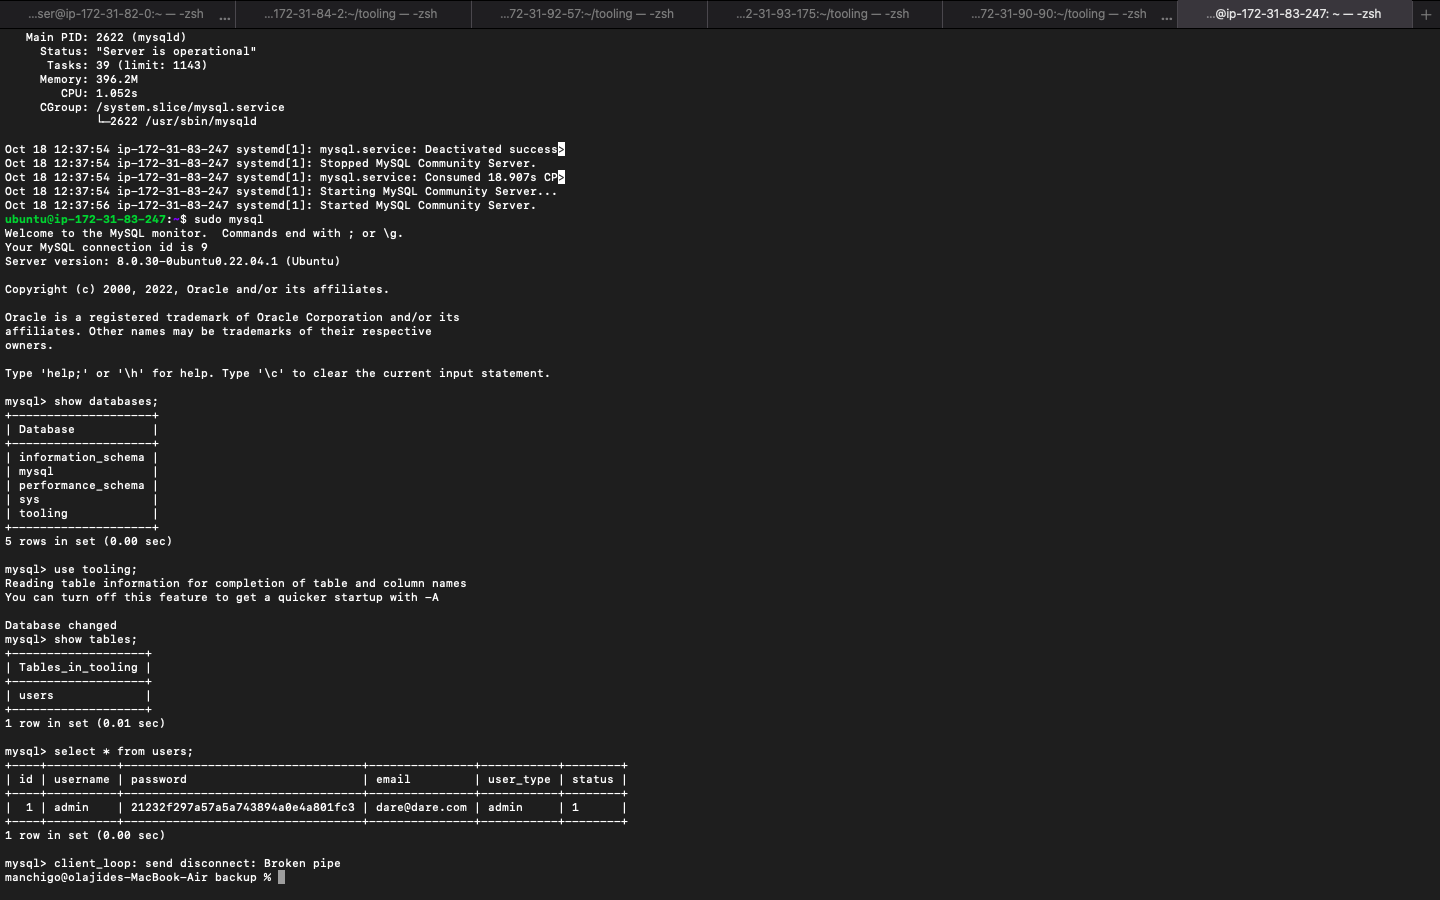 ...ser@ip-172-31-82-0:~ — -zsh ...
...172-31-84-2:~/tooling — -zsh
...72-31-92-57:~/tooling — -zsh
...2-31-93-175:~/tooling — -zsh
...72-31-90-90:~/tooling — -zsh ...
...@ip-172-31-83-247: ~ — -zsh +
Main PID: 2622 (mysqld)
Status: "Server is operational"
Tasks: 39 (limit: 1143)
Memory: 396.2M
CPU: 1.052s
CGroup: /system.slice/mysql.service
└─2622 /usr/sbin/mysqld
Oct 18 12:37:54 ip-172-31-83-247 systemd[1]: mysql.service: Deactivated success>
Oct 18 12:37:54 ip-172-31-83-247 systemd[1]: Stopped MySQL Community Server.
Oct 18 12:37:54 ip-172-31-83-247 systemd[1]: mysql.service: Consumed 18.907s CP>
Oct 18 12:37:54 ip-172-31-83-247 systemd[1]: Starting MySQL Community Server...
Oct 18 12:37:56 ip-172-31-83-247 systemd[1]: Started MySQL Community Server.
ubuntu@ip-172-31-83-247:~$ sudo mysql
Welcome to the MySQL monitor.  Commands end with ; or \g.
Your MySQL connection id is 9
Server version: 8.0.30-0ubuntu0.22.04.1 (Ubuntu)
Copyright (c) 2000, 2022, Oracle and/or its affiliates.
Oracle is a registered trademark of Oracle Corporation and/or its
affiliates. Other names may be trademarks of their respective
owners.
Type 'help;' or '\h' for help. Type '\c' to clear the current input statement.
mysql> show databases;
+--------------------+
| Database           |
+--------------------+
| information_schema |
| mysql              |
| performance_schema |
| sys                |
| tooling            |
+--------------------+
5 rows in set (0.00 sec)
mysql> use tooling;
Reading table information for completion of table and column names
You can turn off this feature to get a quicker startup with -A
Database changed
mysql> show tables;
+-------------------+
| Tables_in_tooling |
+-------------------+
| users             |
+-------------------+
1 row in set (0.01 sec)
mysql> select * from users;
+----+----------+----------------------------------+---------------+-----------+--------+
| id | username | password                         | email         | user_type | status |
+----+----------+----------------------------------+---------------+-----------+--------+
|  1 | admin    | 21232f297a57a5a743894a0e4a801fc3 | dare@dare.com | admin     | 1      |
+----+----------+----------------------------------+---------------+-----------+--------+
1 row in set (0.00 sec)
mysql> client_loop: send disconnect: Broken pipe
manchigo@olajides-MacBook-Air backup %